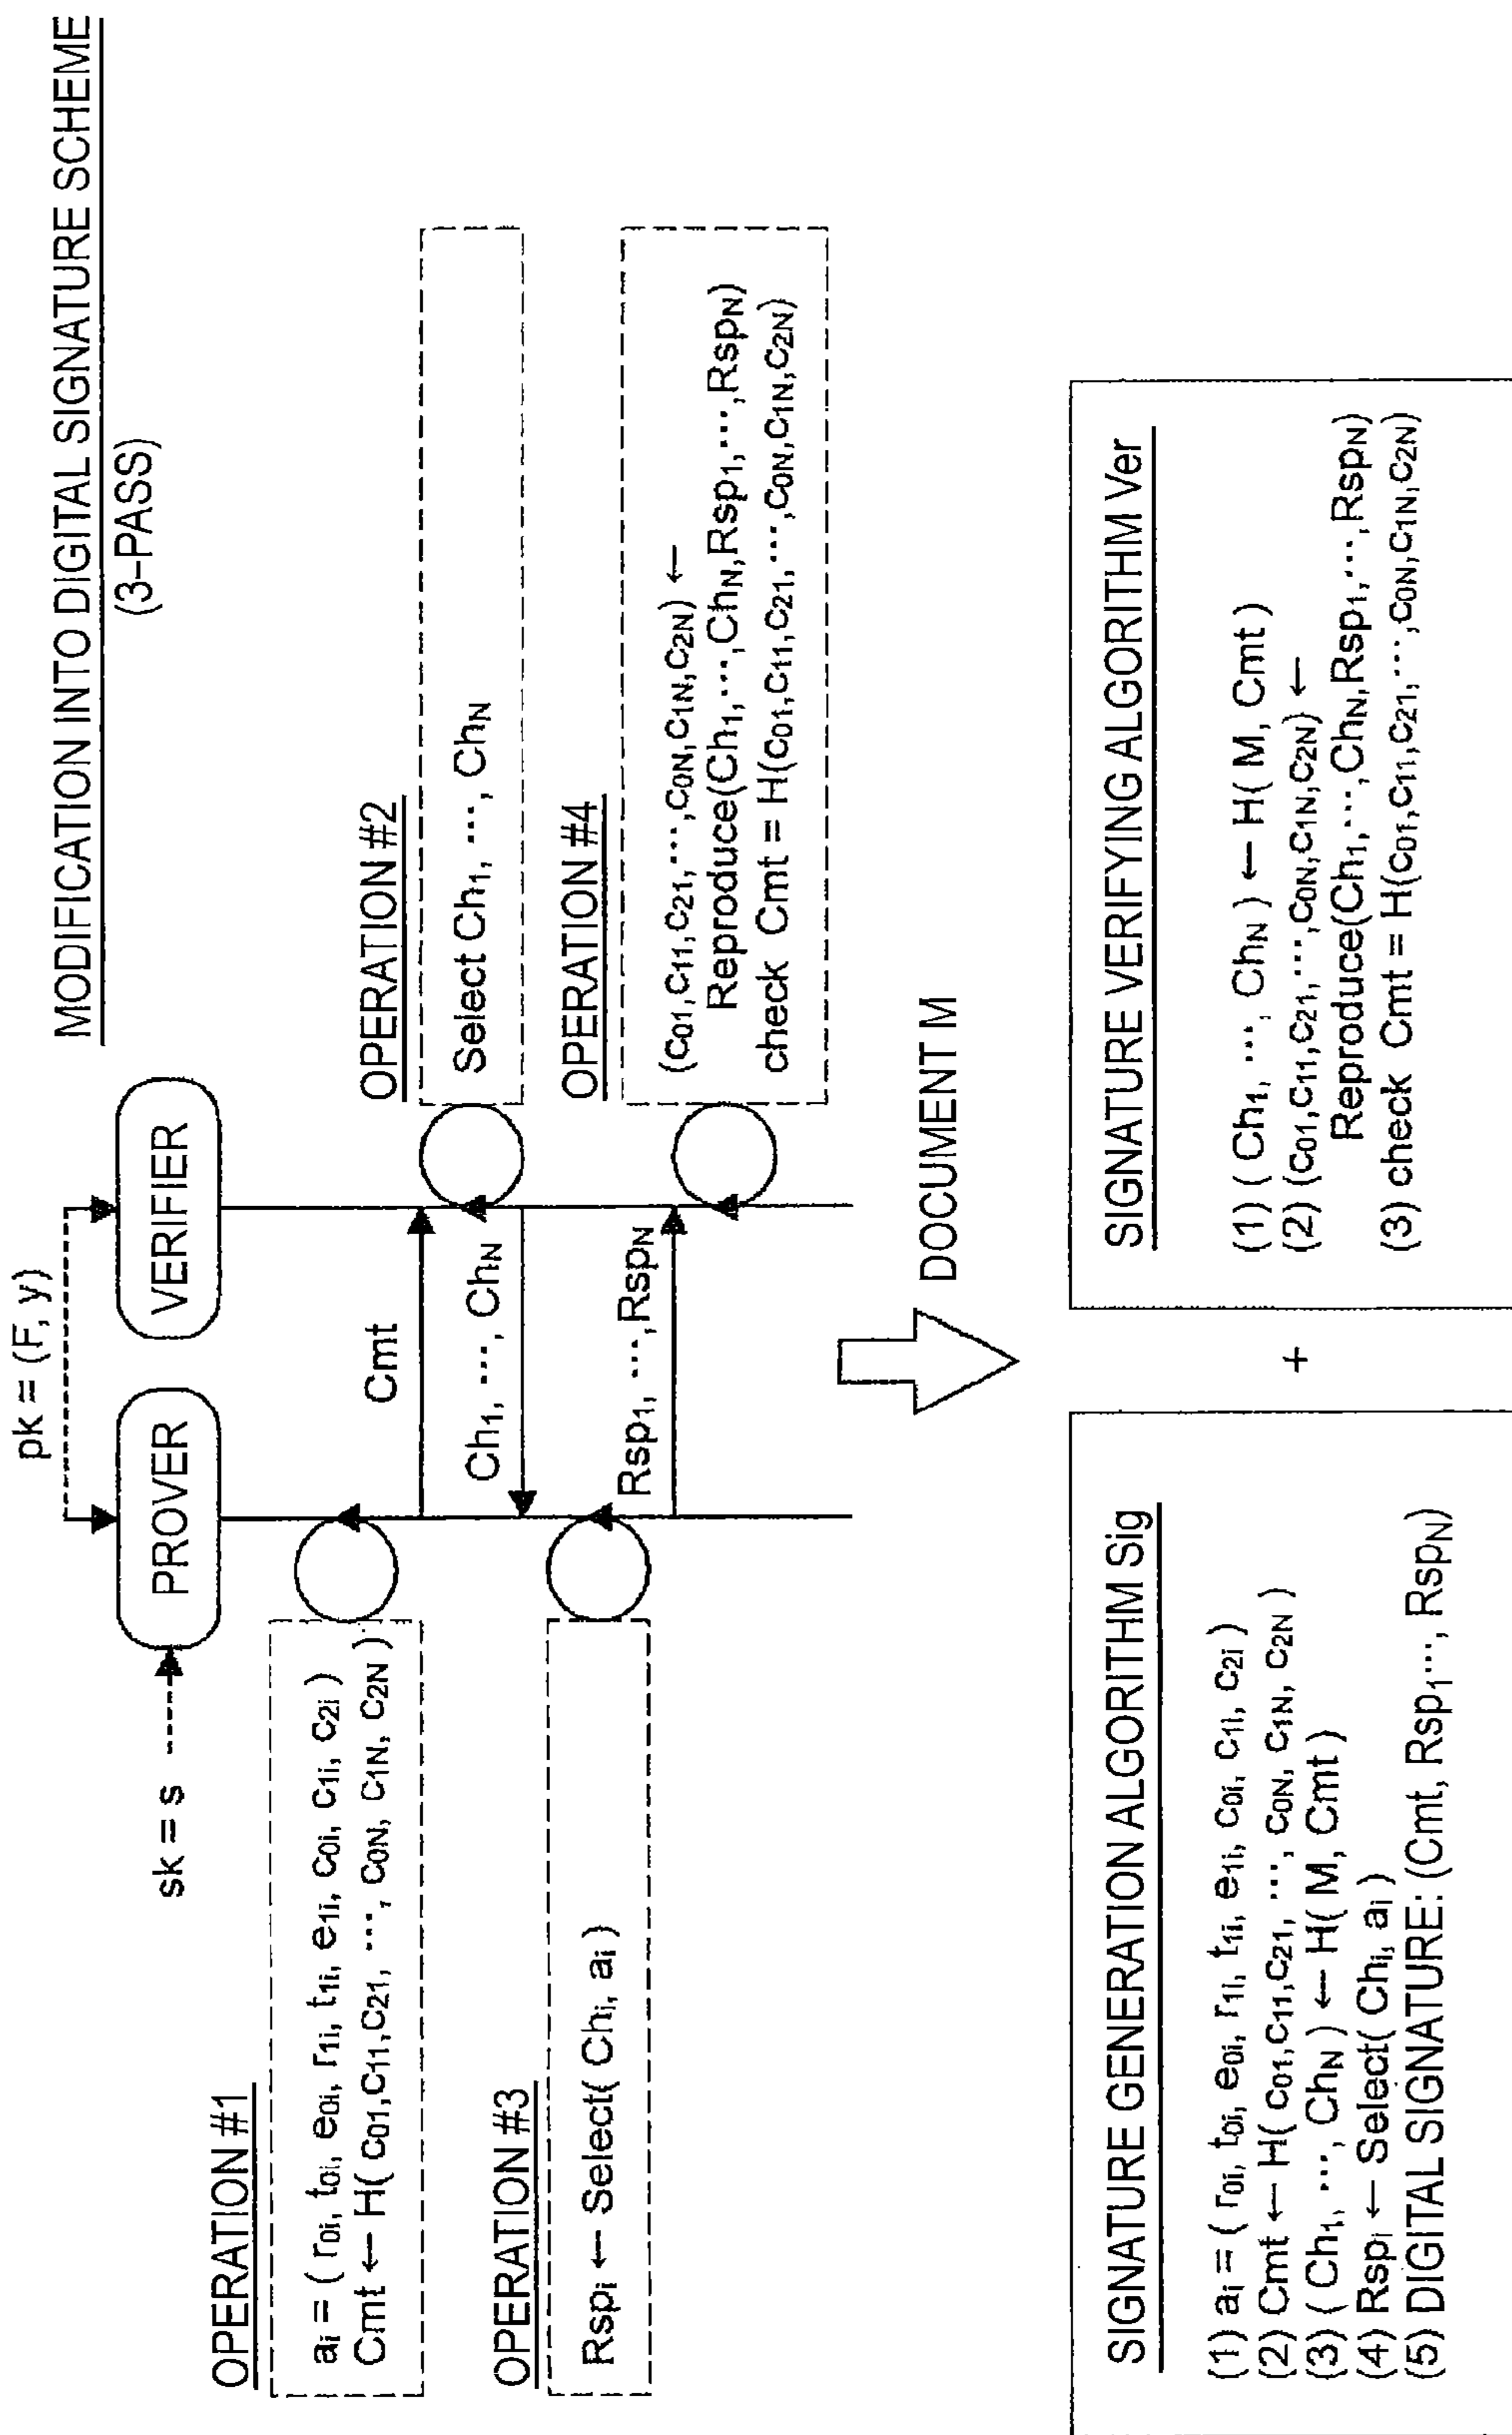 MODIFICATION INTO DIGITAL SIGNATURE SCHEME
(3-PASS)
pk = (F, y)
sk = s
PROVER
VERIFIER
OPERATION #1
aᵢ = ( r₀ᵢ, t₀ᵢ, e₀ᵢ, r₁ᵢ, t₁ᵢ, e₁ᵢ, c₀ᵢ, c₁ᵢ, c₂ᵢ )
Cmt ← H( c₀₁,c₁₁,c₂₁, ···, c₀N, c₁N, c₂N )
Cmt
OPERATION #2
Select Ch₁, ···, ChN
Ch₁, ···, ChN
OPERATION #3
Rspᵢ ← Select( Chᵢ, aᵢ )
Rsp₁, ···,RspN
OPERATION #4
(c₀₁,c₁₁,c₂₁,···,c₀N,c₁N,c₂N) ←
Reproduce(Ch₁,···,ChN,Rsp₁,···,RspN)
check Cmt = H(c₀₁,c₁₁,c₂₁,···,c₀N,c₁N,c₂N)
DOCUMENT M
SIGNATURE GENERATION ALGORITHM Sig
(1) aᵢ = ( r₀ᵢ, t₀ᵢ, e₀ᵢ, r₁ᵢ, t₁ᵢ, e₁ᵢ, c₀ᵢ, c₁ᵢ, c₂ᵢ )
(2) Cmt ← H( c₀₁,c₁₁,c₂₁, ···, c₀N, c₁N, c₂N )
(3) ( Ch₁, ···, ChN ) ← H( M, Cmt )
(4) Rspᵢ ← Select( Chᵢ, aᵢ )
(5) DIGITAL SIGNATURE: (Cmt, Rsp₁···, RspN)
+
SIGNATURE VERIFYING ALGORITHM Ver
(1) ( Ch₁, ···, ChN ) ← H( M, Cmt )
(2) (c₀₁,c₁₁,c₂₁,···,c₀N,c₁N,c₂N) ←
Reproduce(Ch₁,···,ChN,Rsp₁,···,RspN)
(3) check Cmt = H(c₀₁,c₁₁,c₂₁,···,c₀N,c₁N,c₂N)